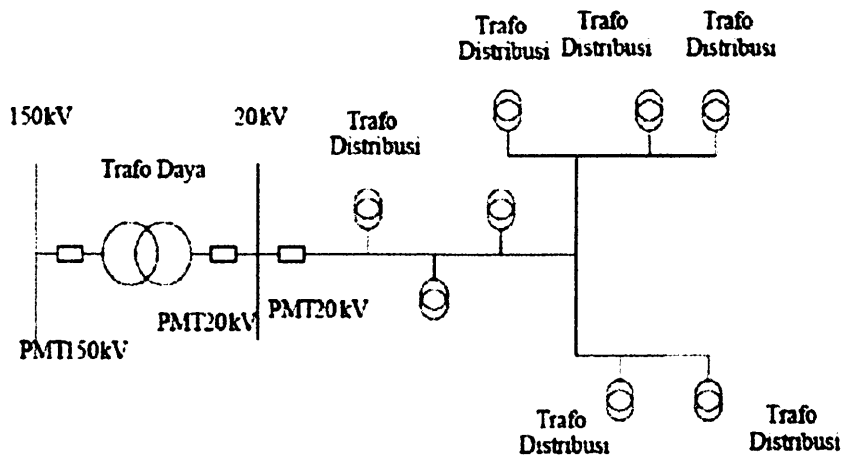 Trafo
Distribusi
Trafo
Distribusi
Trafo
Distribusi
150kV
20kV
Trafo
Distribusi
Trafo Daya
PMT150kV
PMT20kV
PMT20kV
Trafo
Distribusi
Trafo
Distribusi